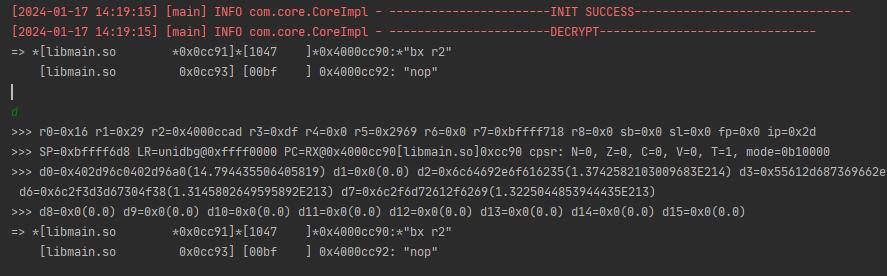 [2024-01-17 14:19:15] [main] INFO com.core.CoreImpl - -----------------------INIT SUCCESS-------------------------------
[2024-01-17 14:19:15] [main] INFO com.core.CoreImpl - -----------------------DECRYPT-------------------------------
=> *[libmain.so *0x0cc91]*[1047 ]*0x4000cc90:*"bx r2"
[libmain.so 0x0cc93] [00bf ] 0x4000cc92: "nop"
d
>>> r0=0x16 r1=0x29 r2=0x4000ccad r3=0xdf r4=0x0 r5=0x2969 r6=0x0 r7=0xbffff718 r8=0x0 sb=0x0 sl=0x0 fp=0x0 ip=0x2d
>>> SP=0xbffff6d8 LR=unidbg@0xffff0000 PC=RX@0x4000cc90[libmain.so]0xcc90 cpsr: N=0, Z=0, C=0, V=0, T=1, mode=0b10000
>>> d0=0x402d96c0402d96a0(14.794435506405819) d1=0x0(0.0) d2=0x6c64692e6f616235(1.3742582103009683E214) d3=0x55612d687369662e
d6=0x6c2f3d3d67304f38(1.3145802649595892E213) d7=0x6c2f6d72612f6269(1.3225044853944435E213)
>>> d8=0x0(0.0) d9=0x0(0.0) d10=0x0(0.0) d11=0x0(0.0) d12=0x0(0.0) d13=0x0(0.0) d14=0x0(0.0) d15=0x0(0.0)
=> *[libmain.so *0x0cc91]*[1047 ]*0x4000cc90:*"bx r2"
[libmain.so 0x0cc93] [00bf ] 0x4000cc92: "nop"